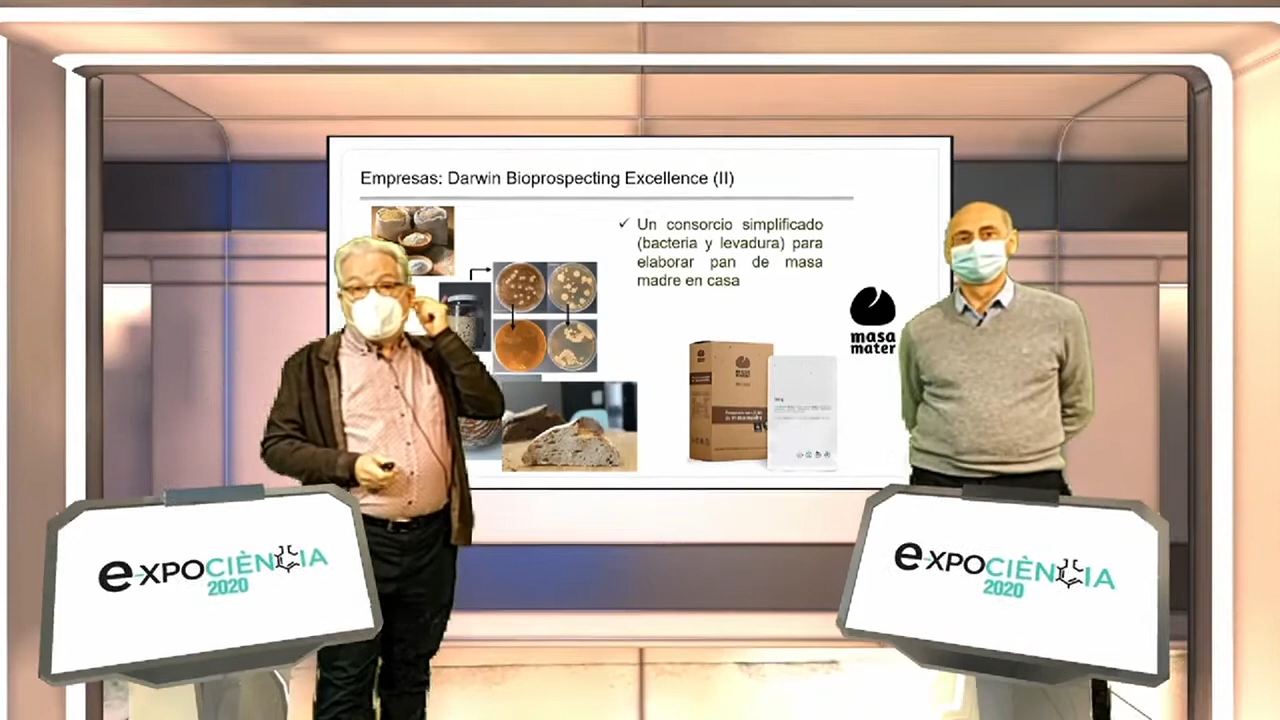 Empresas: Darwin Bioprospecting Excellence (II)
✓ Un consorcio simplificado
(bacteria y levadura) para
elaborar pan de masa
madre en casa
masa
mater
eXPOCIÈNCIA
2020
eXPOCIÈNCIA
2020